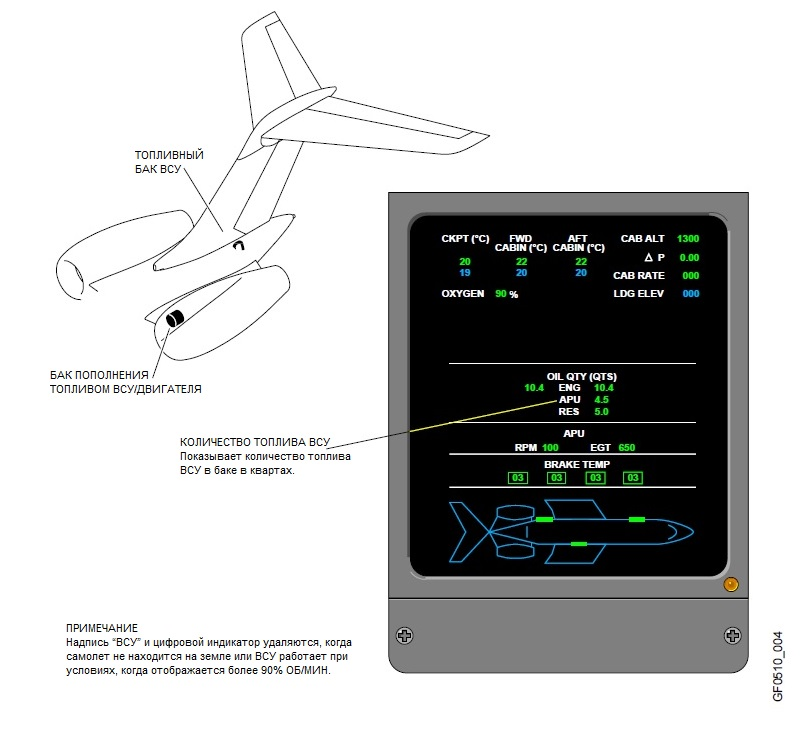 ТОПЛИВНЫЙ
БАК ВСУ
БАК ПОПОЛНЕНИЯ
ТОПЛИВОМ ВСУ/ДВИГАТЕЛЯ
КОЛИЧЕСТВО ТОПЛИВА ВСУ
Показывает количество топлива
ВСУ в баке в квартах.
CKPT (°C) FWD CABIN (°C) AFT CABIN (°C)
20 22 22
19 20 20
OXYGEN 90 %
CAB ALT 1300
Δ P 0.00
CAB RATE 000
LDG ELEV 000
OIL QTY (QTS)
10.4 ENG 10.4
APU 4.5
RES 5.0
APU
RPM 100 EGT 650
BRAKE TEMP
03 03 03 03
ПРИМЕЧАНИЕ
Надпись “ВСУ” и цифровой индикатор удаляются, когда
самолет не находится на земле или ВСУ работает при
условиях, когда отображается более 90% ОБ/МИН.
GF0510_004